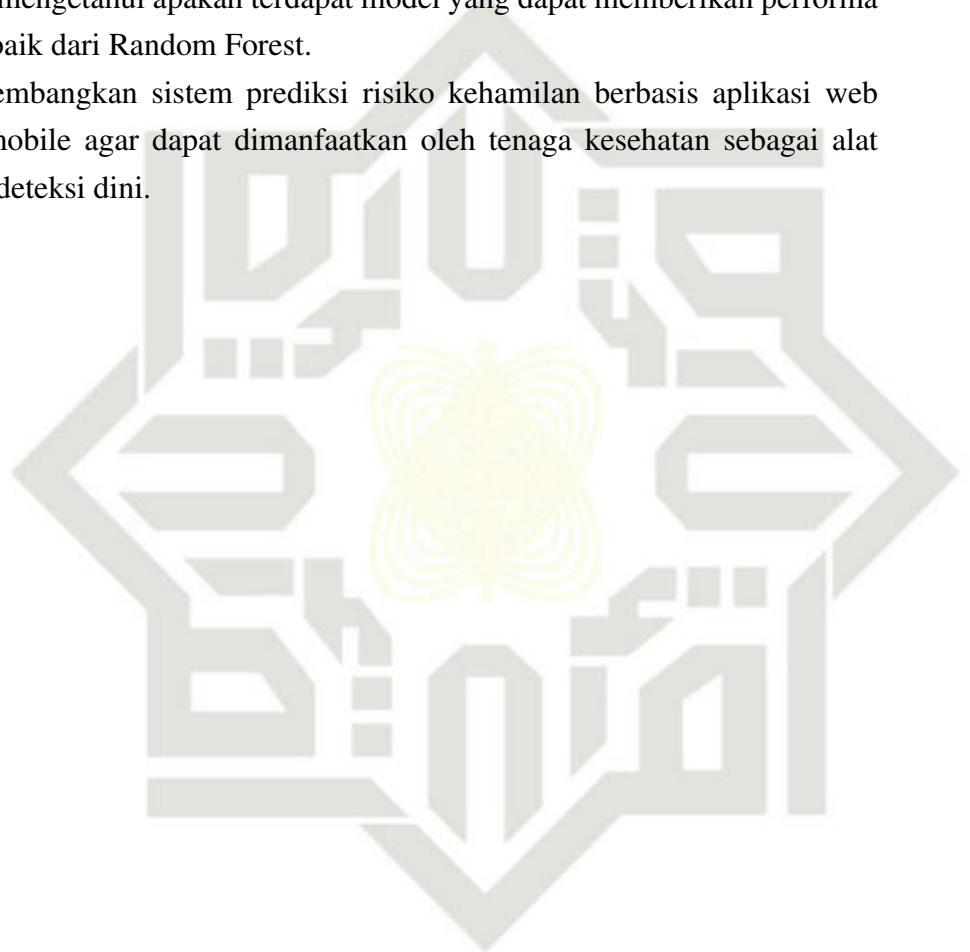 mengetahui apakah terdapat model yang dapat memberikan performa
baik dari Random Forest.
embangkan sistem prediksi risiko kehamilan berbasis aplikasi web
mobile agar dapat dimanfaatkan oleh tenaga kesehatan sebagai alat
deteksi dini.